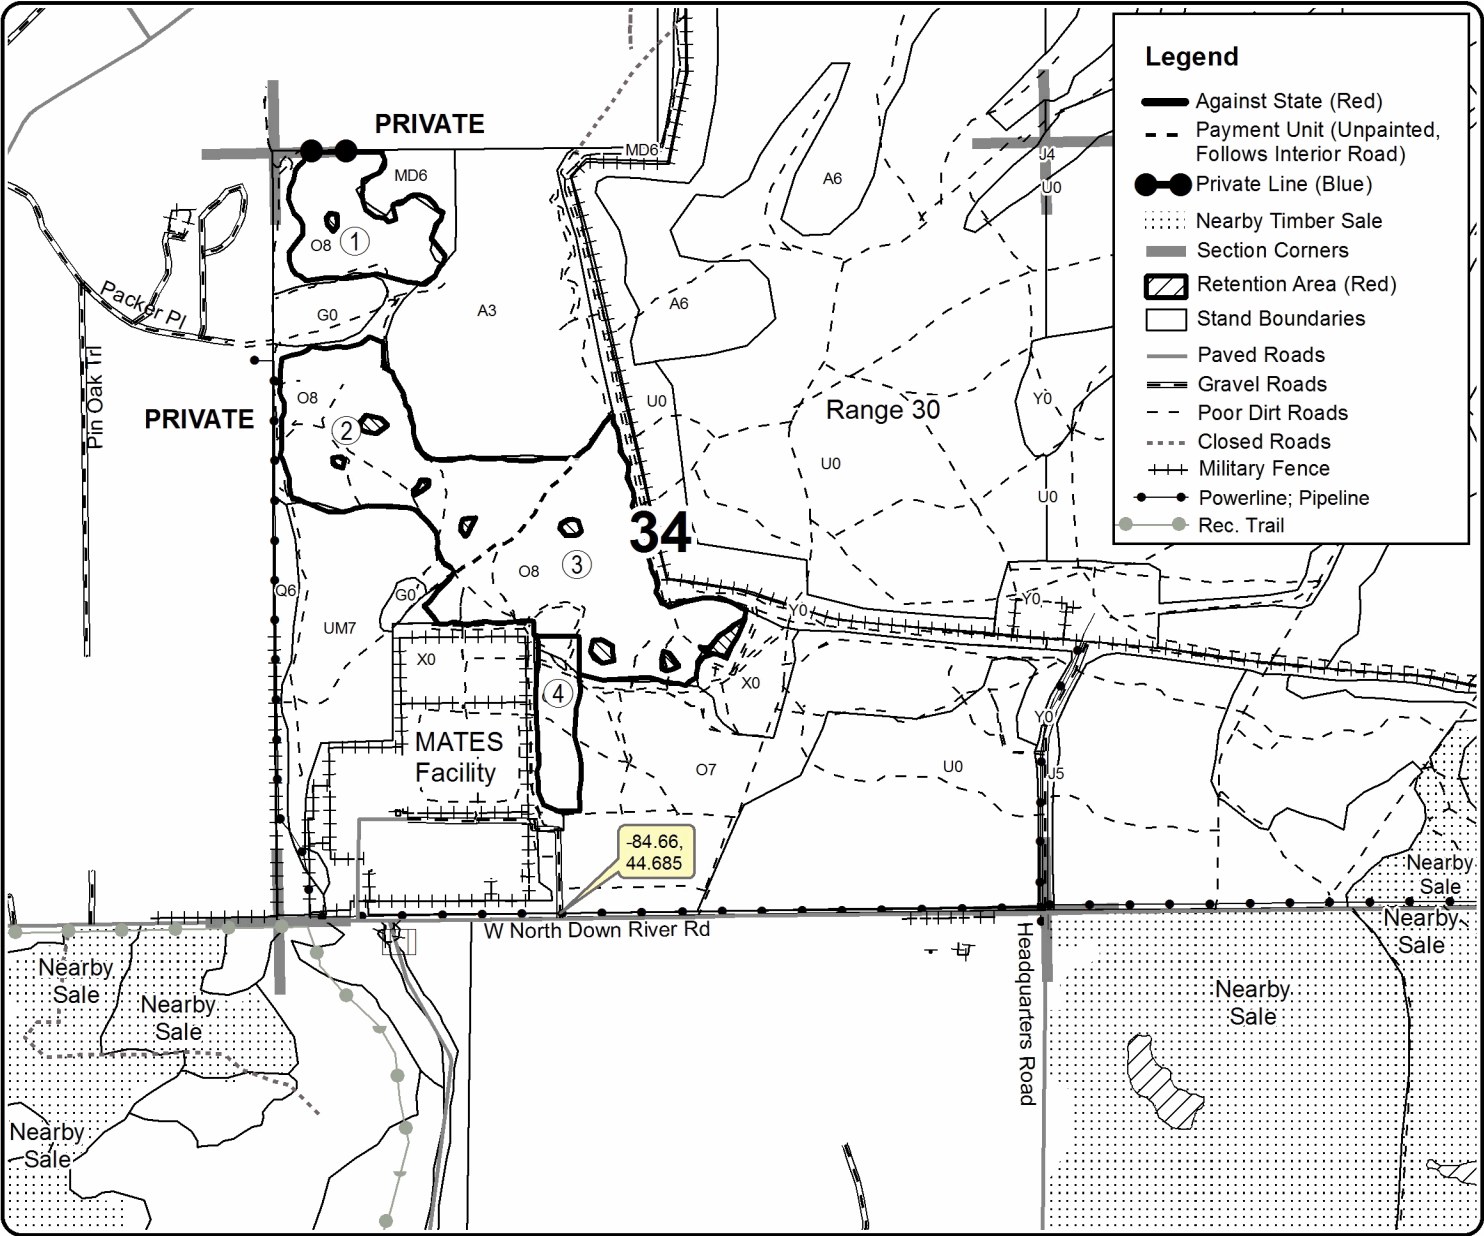 Legend
Against State (Red)
Payment Unit (Unpainted,
Follows Interior Road)
Private Line (Blue)
Nearby Timber Sale
Section Corners
Retention Area (Red)
Stand Boundaries
Paved Roads
Gravel Roads
Poor Dirt Roads
Closed Roads
Military Fence
Powerline; Pipeline
Rec. Trail
PRIVATE
MD6
MD6
J4
U0
A6
O8
1
G0
A3
A6
Packer Pl
Pin Oak Trl
PRIVATE
O8
2
U0
Range 30
Y0
U0
U0
34
3
O8
Q6
G0
UM7
Y0
Y0
X0
4
X0
Y0
MATES
Facility
O7
U0
J5
-84.66,
44.685
W North Down River Rd
Headquarters Road
Nearby
Sale
Nearby
Sale
Nearby
Sale
Nearby
Sale
Nearby
Sale
Nearby
Sale